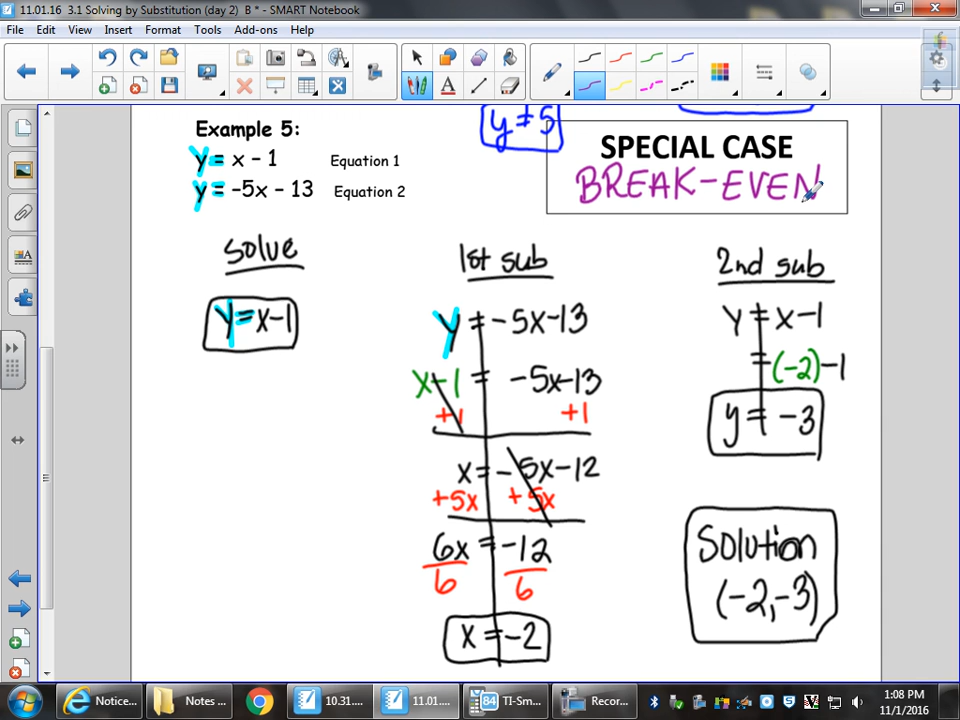 11.01.16 3.1 Solving by Substitution (day 2) B * - SMART Notebook
File Edit View Insert Format Tools Add-ons Help
Example 5:
y = x – 1 Equation 1
y = –5x – 13 Equation 2
y = 5
SPECIAL CASE
BREAK-EVEN
solve
y = x-1
1st sub
y = -5x-13
x-1 = -5x-13
+1 +1
x = -5x-12
+5x +5x
6x = -12
6 6
x = -2
2nd sub
y = x-1
= (-2)-1
y = -3
Solution
(-2,-3)
Notice...
Notes ...
10.31....
11.01....
84 TI-Sm...
Recor...
1:08 PM
11/1/2016